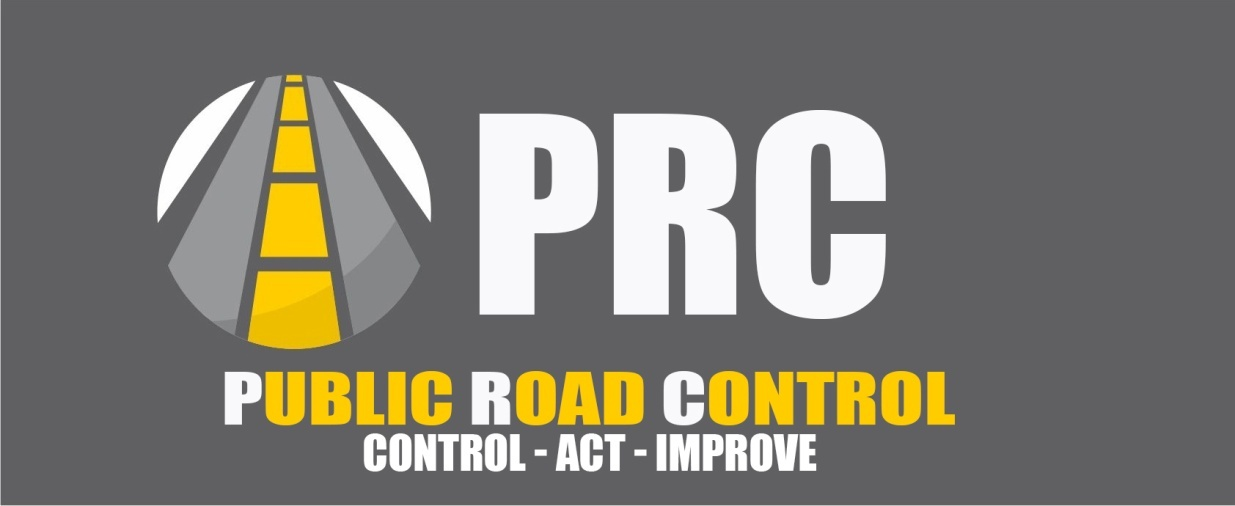 PRC
PUBLIC ROAD CONTROL
CONTROL - ACT - IMPROVE